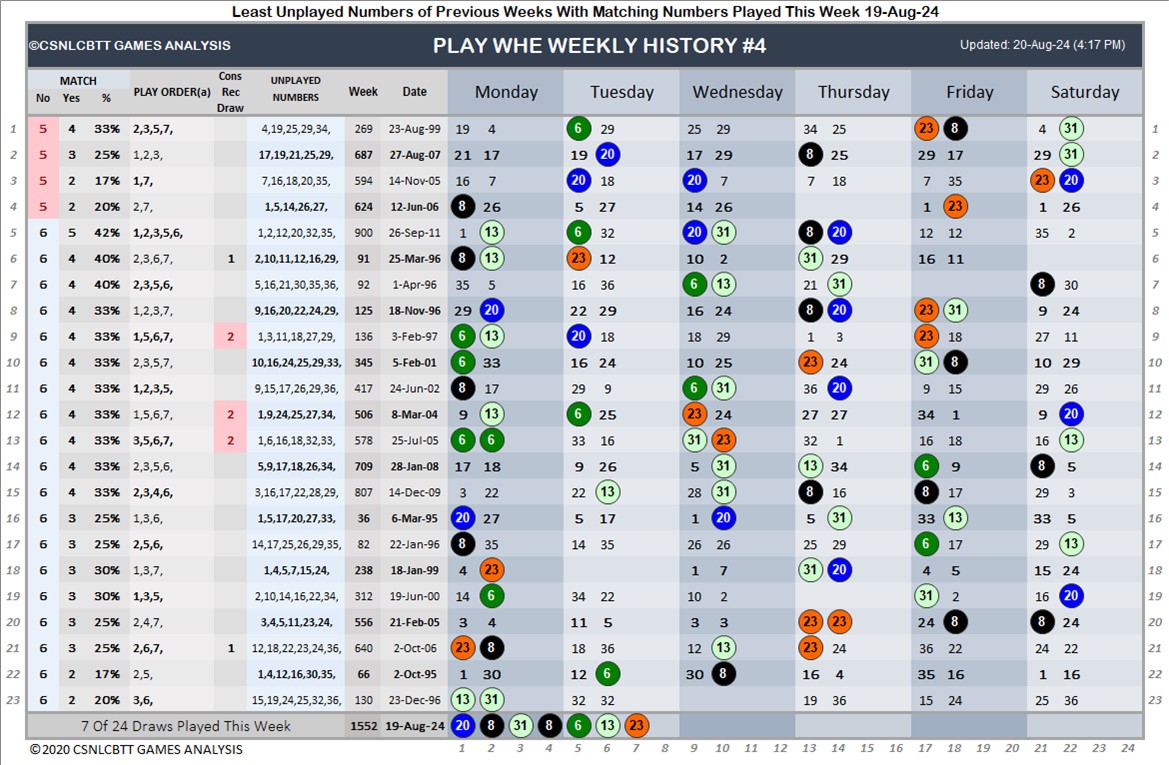 Least Unplayed Numbers of Previous Weeks With Matching Numbers Played This Week 19-Aug-24
©CSNLCBTT GAMES ANALYSIS PLAY WHE WEEKLY HISTORY #4 Updated: 20-Aug-24 (4:17 PM)
MATCH Cons Rec Draw
No Yes % PLAY ORDER(a) UNPLAYED NUMBERS Week Date Monday Tuesday Wednesday Thursday Friday Saturday
1 5 4 33% 2,3,5,7, 4,19,25,29,34, 269 23-Aug-99 19 4 6 29 25 29 34 25 23 8 4 31 1
2 5 3 25% 1,2,3, 17,19,21,25,29, 687 27-Aug-07 21 17 19 20 17 29 8 25 29 17 29 31 2
3 5 2 17% 1,7, 7,16,18,20,35, 594 14-Nov-05 16 7 20 18 20 7 7 18 7 35 23 20 3
4 5 2 20% 2,7, 1,5,14,26,27, 624 12-Jun-06 8 26 5 27 14 26 1 23 1 26 4
5 6 5 42% 1,2,3,5,6, 1,2,12,20,32,35, 900 26-Sep-11 1 13 6 32 20 31 8 20 12 12 35 2 5
6 6 4 40% 2,3,6,7, 1 2,10,11,12,16,29, 91 25-Mar-96 8 13 23 12 10 2 31 29 16 11 6
7 6 4 40% 2,3,5,6, 5,16,21,30,35,36, 92 1-Apr-96 35 5 16 36 6 13 21 31 8 30 7
8 6 4 33% 1,2,3,7, 9,16,20,22,24,29, 125 18-Nov-96 29 20 22 29 16 24 8 20 23 31 9 24 8
9 6 4 33% 1,5,6,7, 2 1,3,11,18,27,29, 136 3-Feb-97 6 13 20 18 18 29 1 3 23 18 27 11 9
10 6 4 33% 2,3,5,7, 10,16,24,25,29,33, 345 5-Feb-01 6 33 16 24 10 25 23 24 31 8 10 29 10
11 6 4 33% 1,2,3,5, 9,15,17,26,29,36, 417 24-Jun-02 8 17 29 9 6 31 36 20 9 15 29 26 11
12 6 4 33% 1,5,6,7, 2 1,9,24,25,27,34, 506 8-Mar-04 9 13 6 25 23 24 27 27 34 1 9 20 12
13 6 4 33% 3,5,6,7, 2 1,6,16,18,32,33, 578 25-Jul-05 6 6 33 16 31 23 32 1 16 18 16 13 13
14 6 4 33% 2,3,5,6, 5,9,17,18,26,34, 709 28-Jan-08 17 18 9 26 5 31 13 34 6 9 8 5 14
15 6 4 33% 2,3,4,6, 3,16,17,22,28,29, 807 14-Dec-09 3 22 22 13 28 31 8 16 8 17 29 3 15
16 6 3 25% 1,3,6, 1,5,17,20,27,33, 36 6-Mar-95 20 27 5 17 1 20 5 31 33 13 33 5 16
17 6 3 25% 2,5,6, 14,17,25,26,29,35, 82 22-Jan-96 8 35 14 35 26 26 25 29 6 17 29 13 17
18 6 3 30% 1,3,7, 1,4,5,7,15,24, 238 18-Jan-99 4 23 1 7 31 20 4 5 15 24 18
19 6 3 30% 1,3,5, 2,10,14,16,22,34, 312 19-Jun-00 14 6 34 22 10 2 31 2 16 20 19
20 6 3 25% 2,4,7, 3,4,5,11,23,24, 556 21-Feb-05 3 4 11 5 3 3 23 23 24 8 8 24 20
21 6 3 25% 2,6,7, 1 12,18,22,23,24,36, 640 2-Oct-06 23 8 18 36 12 13 23 24 36 22 24 22 21
22 6 2 17% 2,5, 1,4,12,16,30,35, 66 2-Oct-95 1 30 12 6 30 8 16 4 35 16 1 16 22
23 6 2 20% 3,6, 15,19,24,25,32,36, 130 23-Dec-96 13 31 32 32 19 36 15 24 25 36 23
7 Of 24 Draws Played This Week 1552 19-Aug-24 20 8 31 8 6 13 23
©2020 CSNLCBTT GAMES ANALYSIS 1 2 3 4 5 6 7 8 9 10 11 12 13 14 15 16 17 18 19 20 21 22 23 24